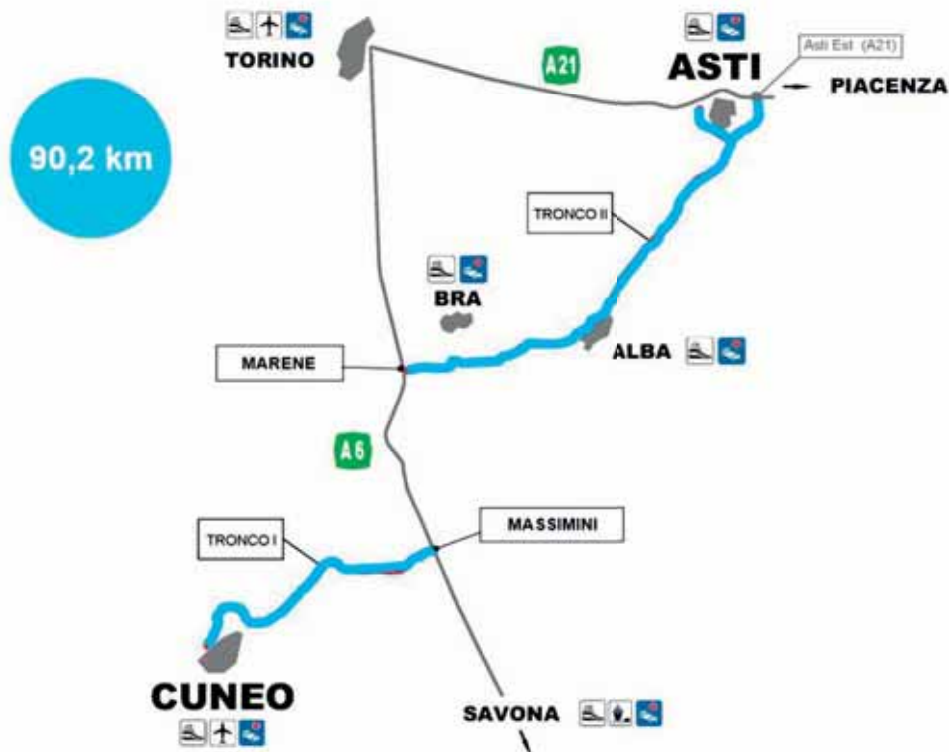 TORINO
A21
ASTI
Asti Est (A21)
PIACENZA
90,2 km
TRONCO II
BRA
ALBA
MARENE
A6
MASSIMINI
TRONCO I
CUNEO
SAVONA